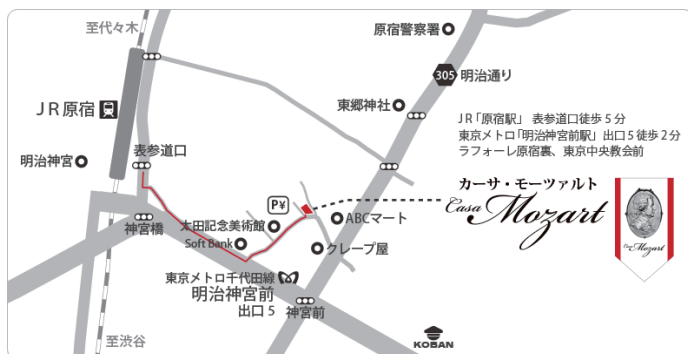 至代々木
原宿警察署
305
明治通り
JR原宿
東郷神社
JR「原宿駅」 表参道口徒歩5分
東京メトロ「明治神宮前駅」出口5徒歩2分
ラフォーレ原宿裏、東京中央教会前
明治神宮
表参道口
カーサ・モーツァルト
Casa Mozart
P¥
ABCマート
太田記念美術館
神宮橋
Soft Bank
クレープ屋
Casa Mozart
東京メトロ千代田線
明治神宮前
出口5
神宮前
至渋谷
KOBAN